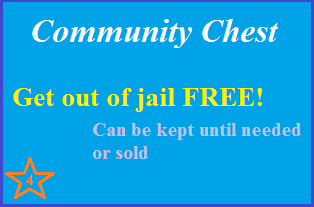 Community Chest
Get out of jail FREE!
Can be kept until needed
or sold
4